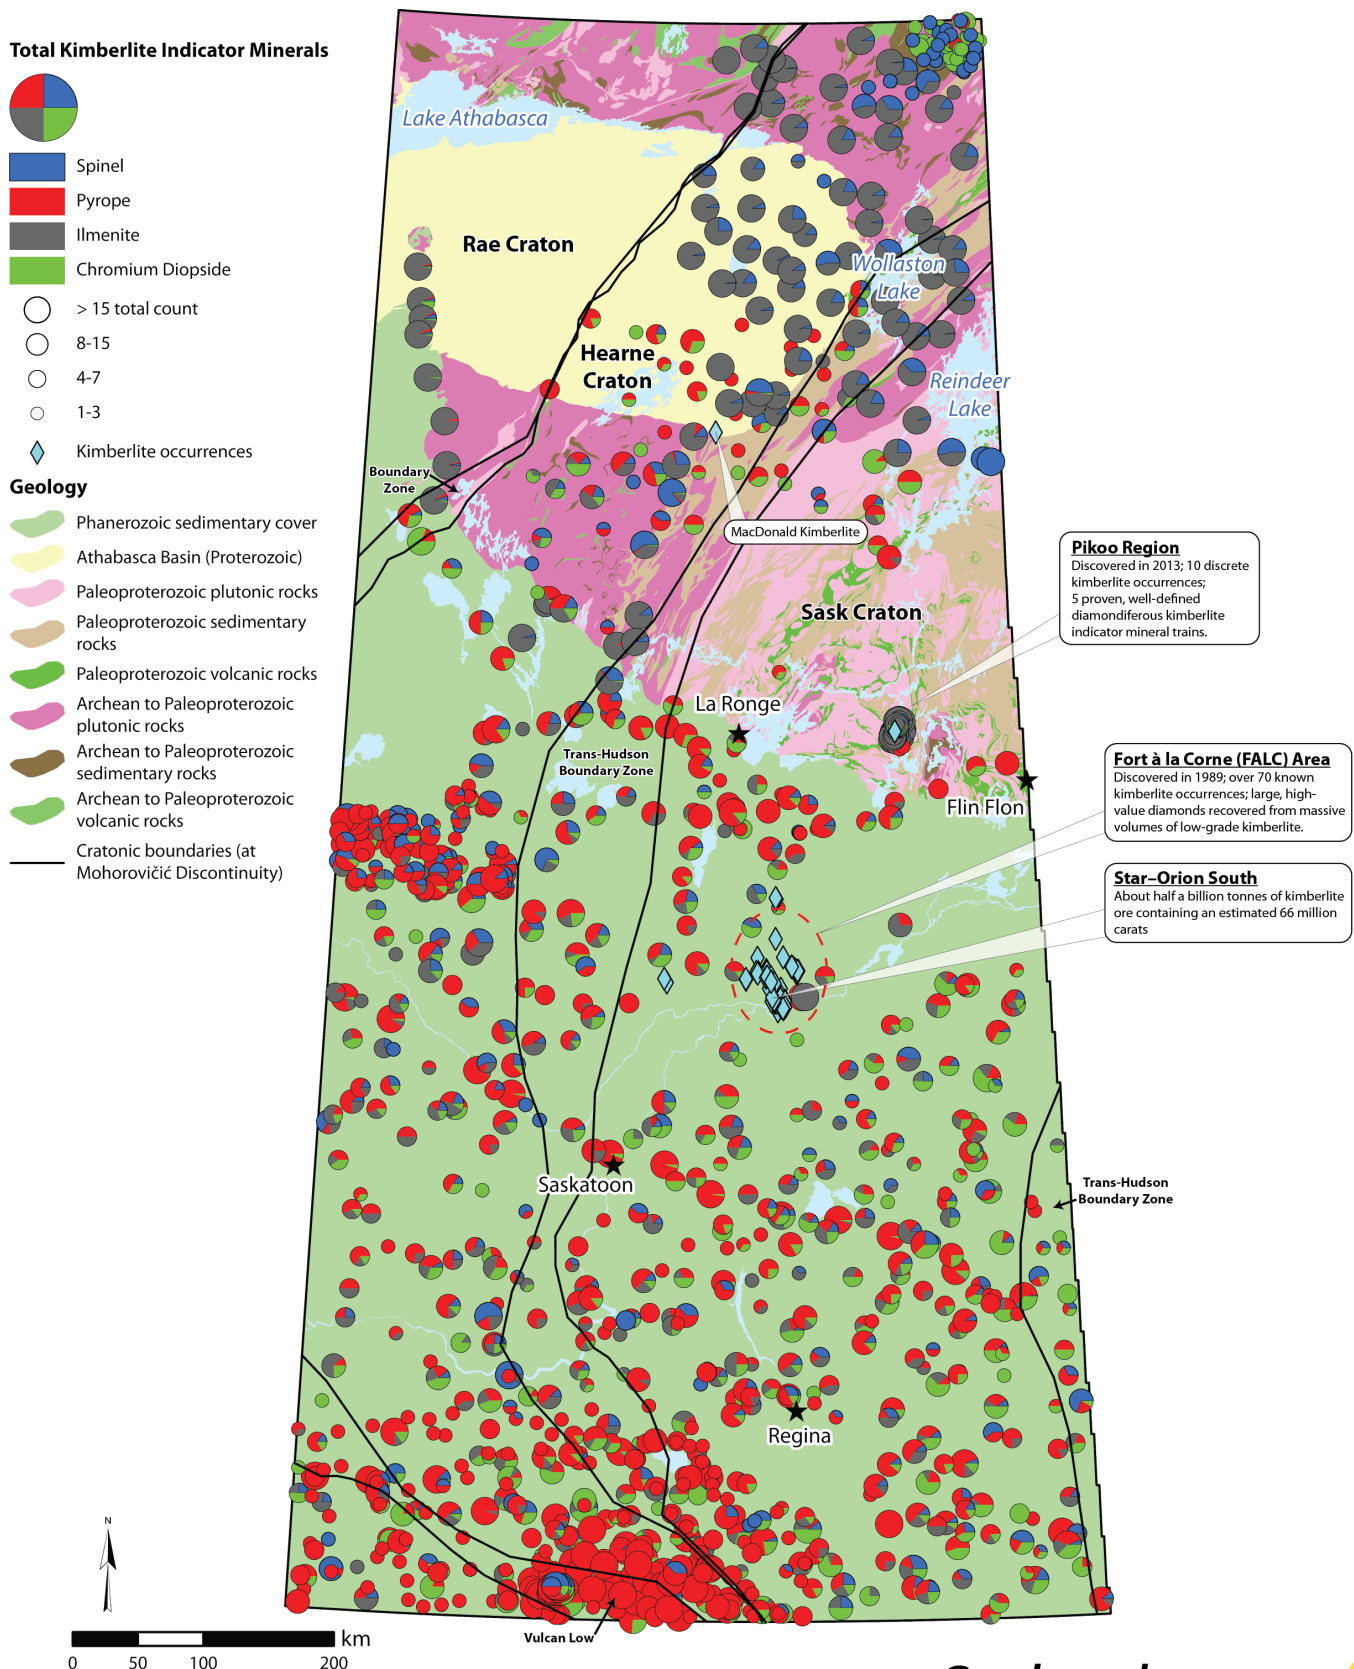 Total Kimberlite Indicator Minerals
Spinel
Pyrope
Ilmenite
Chromium Diopside
> 15 total count
8-15
4-7
1-3
Kimberlite occurrences
Geology
Phanerozoic sedimentary cover
Athabasca Basin (Proterozoic)
Paleoproterozoic plutonic rocks
Paleoproterozoic sedimentary
rocks
Paleoproterozoic volcanic rocks
Archean to Paleoproterozoic
plutonic rocks
Archean to Paleoproterozoic
sedimentary rocks
Archean to Paleoproterozoic
volcanic rocks
Cratonic boundaries (at
Mohorovičić Discontinuity)
Lake Athabasca
Rae Craton
Wollaston
Lake
Hearne
Craton
Reindeer
Lake
Boundary
Zone
MacDonald Kimberlite
Pikoo Region
Discovered in 2013; 10 discrete
kimberlite occurrences;
5 proven, well-defined
diamondiferous kimberlite
indicator mineral trains.
Sask Craton
La Ronge
Trans-Hudson
Boundary Zone
Flin Flon
Fort à la Corne (FALC) Area
Discovered in 1989; over 70 known
kimberlite occurrences; large, high-
value diamonds recovered from massive
volumes of low-grade kimberlite.
Star–Orion South
About half a billion tonnes of kimberlite
ore containing an estimated 66 million
carats
Saskatoon
Trans-Hudson
Boundary Zone
Regina
Vulcan Low
N
km
0 50 100 200